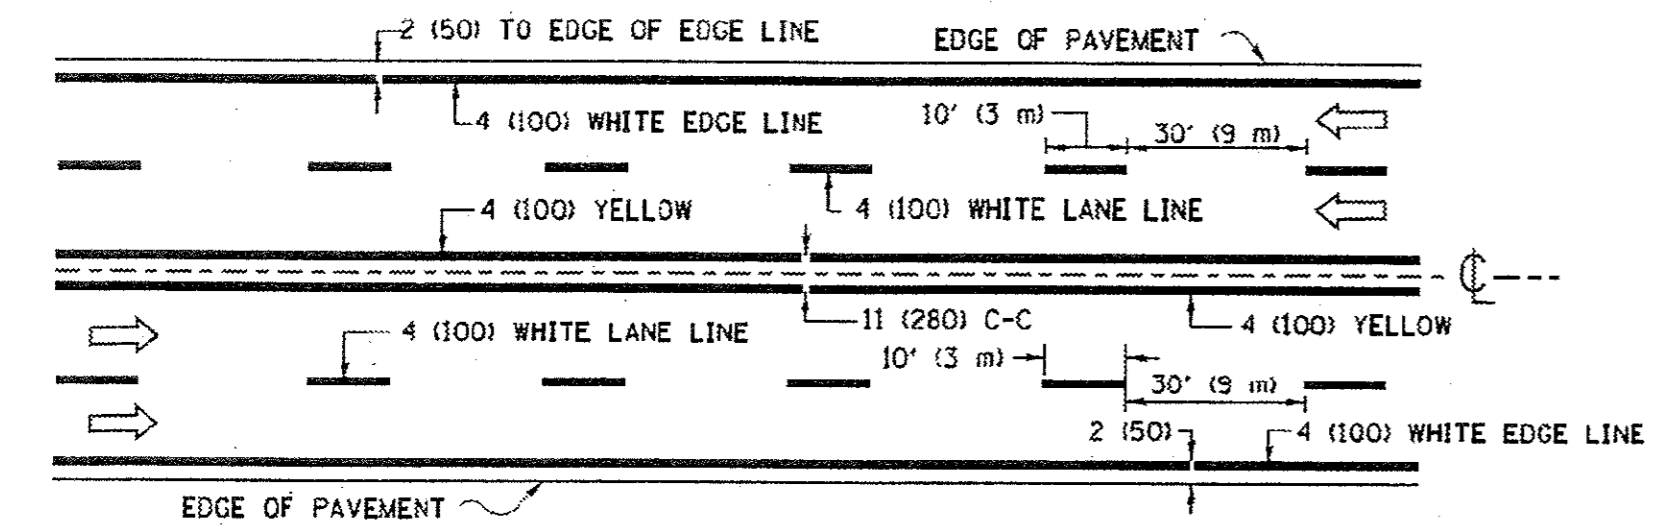 2 (50) TO EDGE OF EDGE LINE
EDGE OF PAVEMENT
4 (100) WHITE EDGE LINE
10' (3 m)
30' (9 m)
4 (100) YELLOW
4 (100) WHITE LANE LINE
C
L
11 (280) C-C
4 (100) YELLOW
4 (100) WHITE LANE LINE
10' (3 m)
30' (9 m)
2 (50)
4 (100) WHITE EDGE LINE
EDGE OF PAVEMENT